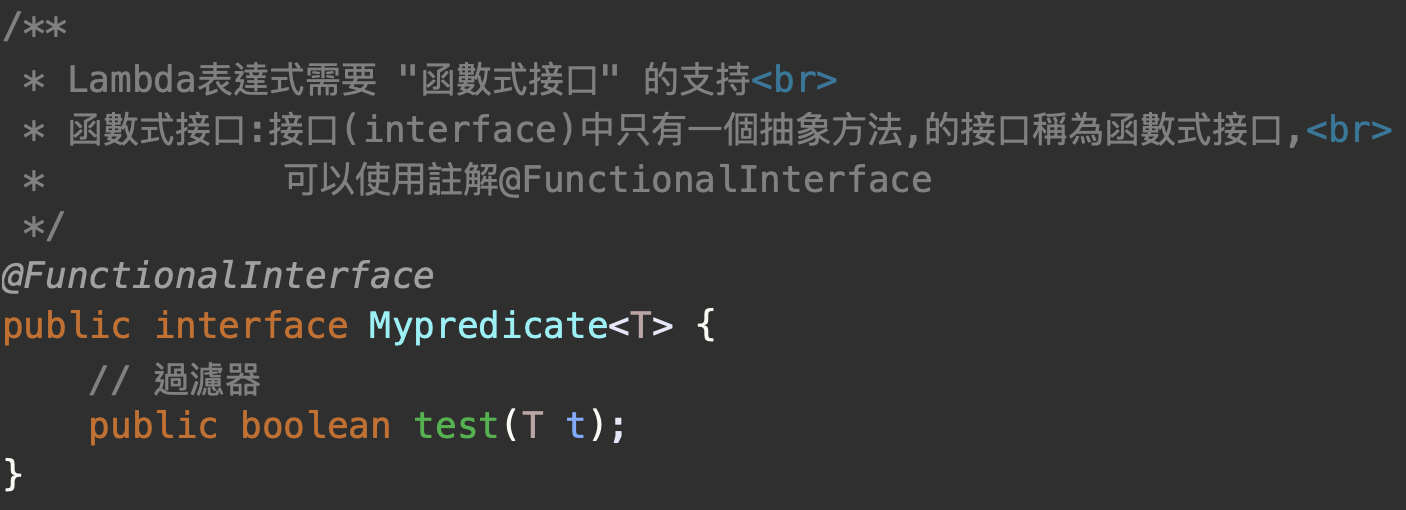 /**
 * Lambda表達式需要 "函數式接口" 的支持<br>
 * 函數式接口:接口(interface)中只有一個抽象方法,的接口稱為函數式接口,<br>
 *           可以使用註解@FunctionalInterface
 */
@FunctionalInterface
public interface Mypredicate<T> {
    // 過濾器
    public boolean test(T t);
}